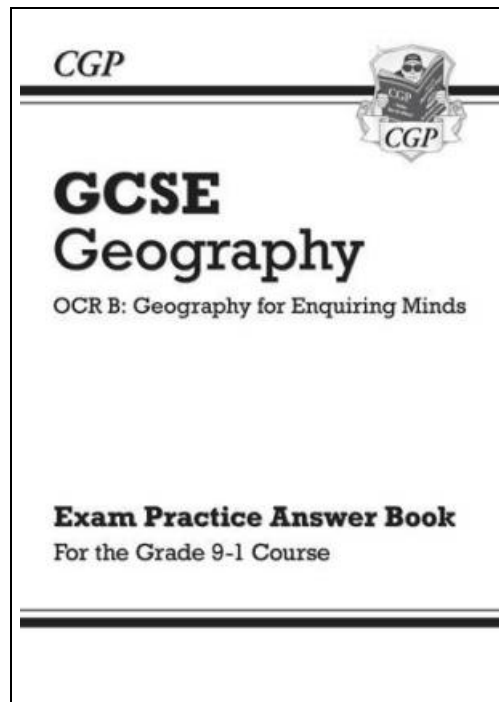 CGP
CGP
CGP
GCSE
Geography
OCR B: Geography for Enquiring Minds
Exam Practice Answer Book
For the Grade 9-1 Course